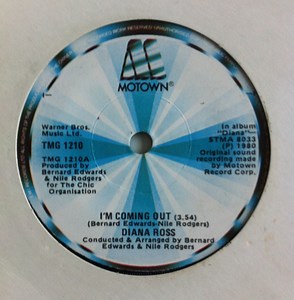 MOTOWN®
Warner Bros.
Music Ltd.
TMG 1210
TMG 1210A
Produced by
Bernard Edwards
& Nile Rodgers
for The Chic
Organisation
In album
"Diana"—
STMA 8033
(P) 1980
Original sound
recording made
by Motown
Record Corp.
I'M COMING OUT (3.54)
(Bernard Edwards-Nile Rodgers)
DIANA ROSS
Conducted & Arranged by Bernard
Edwards & Nile Rodgers